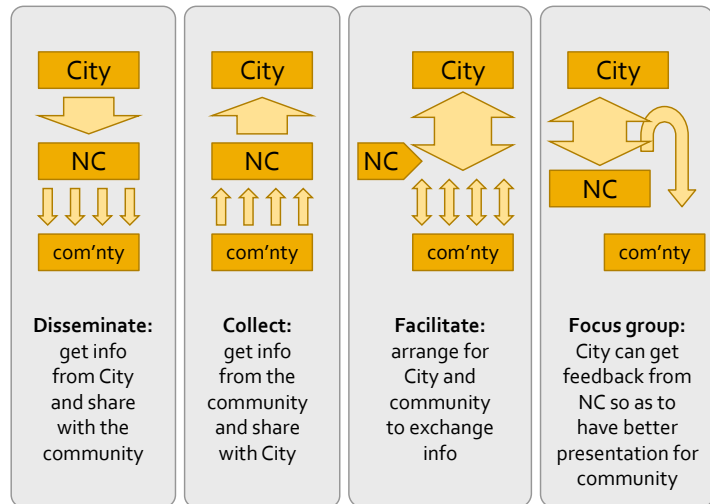 City
NC
com'nty
Disseminate:
get info
from City
and share
with the
community
City
NC
com'nty
Collect:
get info
from the
community
and share
with City
City
NC
com'nty
Facilitate:
arrange for
City and
community
to exchange
info
City
NC
com'nty
Focus group:
City can get
feedback from
NC so as to
have better
presentation for
community